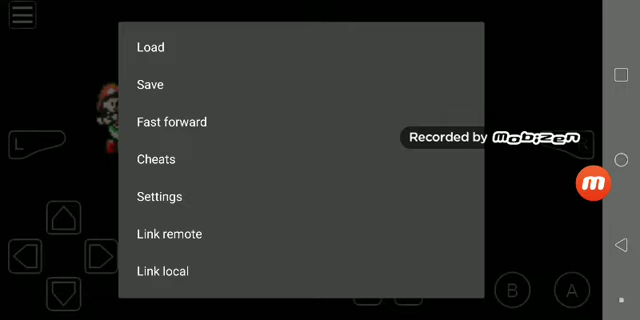 Load
Save
Fast forward
L
Recorded by mobizen
Cheats
Settings
Link remote
Link local
B
A